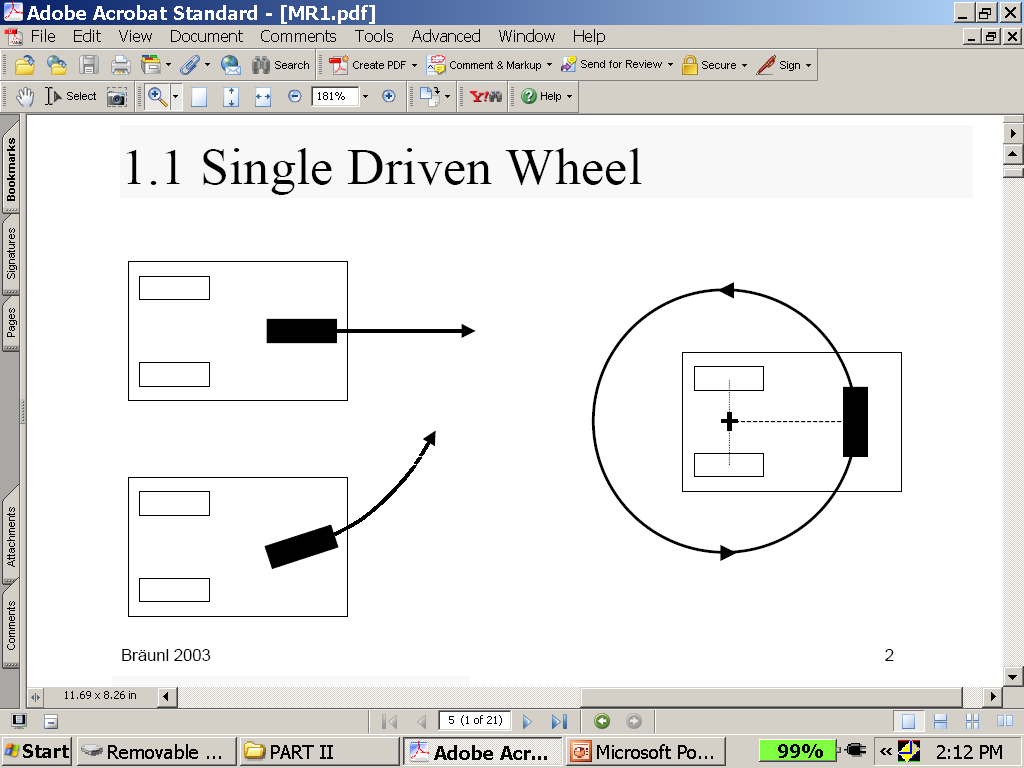 Adobe Acrobat Standard - [MR1.pdf]
File Edit View Document Comments Tools Advanced Window Help
Search Create PDF Comment & Markup Send for Review Secure Sign
Select 181% Y! Help
Bookmarks
Signatures
Pages
Attachments
Comments
1.1 Single Driven Wheel
Bräunl 2003
2
11.69 x 8.26 in
5 (1 of 21)
Start Removable ... PART II Adobe Acr... Microsoft Po... 99% « 2:12 PM